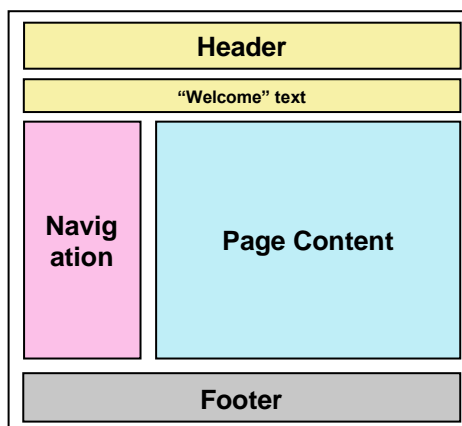 Header
“Welcome” text
Navig
ation
Page Content
Footer